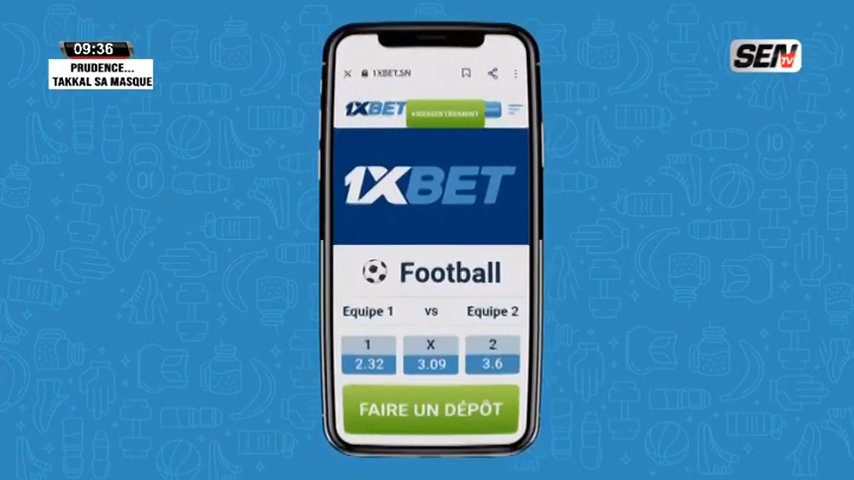 09:36
PRUDENCE...
TAKKAL SA MASQUE
SEN TV
1XBET.SN
1XBET
1XBET
Football
Equipe 1 vs Equipe 2
1 X 2
2.32 3.09 3.6
FAIRE UN DÉPÔT